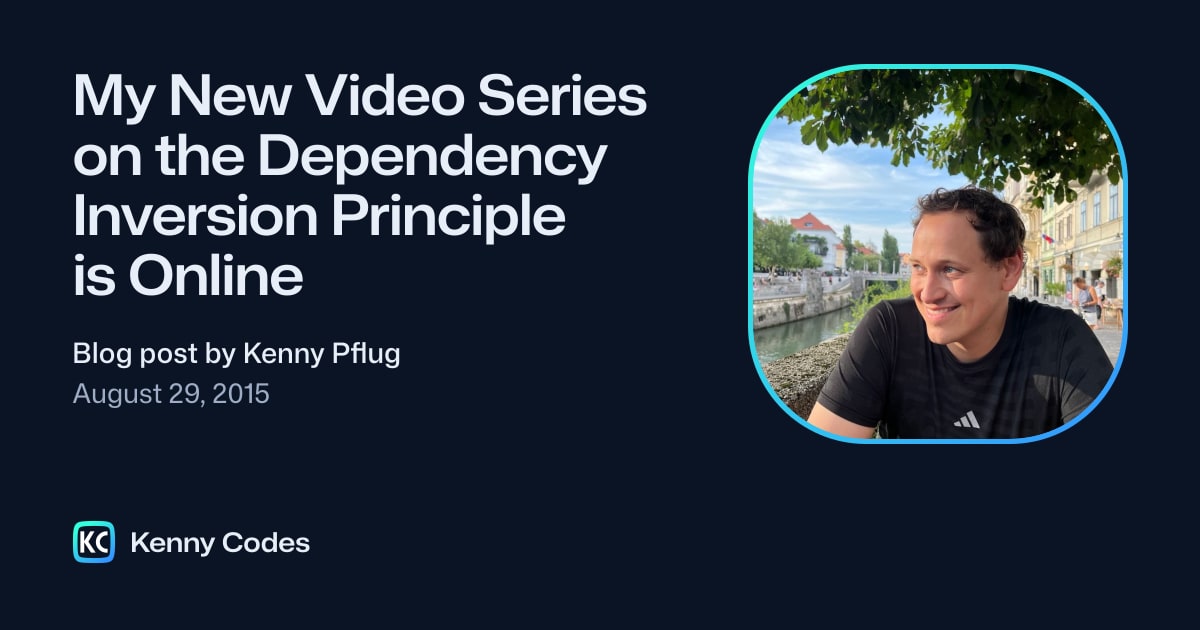 My New Video Series
on the Dependency
Inversion Principle
is Online
Blog post by Kenny Pflug
August 29, 2015
KC Kenny Codes